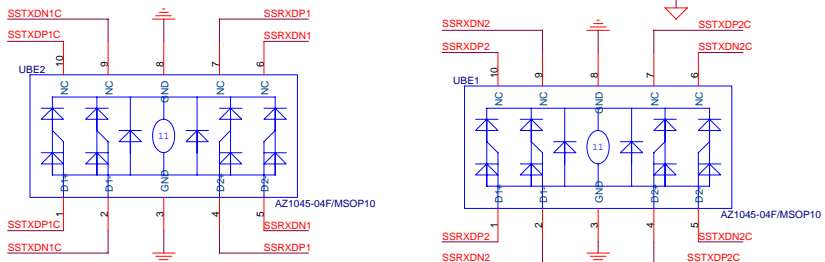 SSTXDN1C
SSRXDP1
SSTXDP1C
SSRXDN1
10
9
8
7
6
UBE2
NC
NC
GND
NC
NC
11
D1+
D1-
GND
D2+
D2-
AZ1045-04F/MSOP10
1
2
3
4
5
SSTXDP1C
SSRXDN1
SSTXDN1C
SSRXDP1
SSRXDN2
SSTXDP2C
SSRXDP2
SSTXDN2C
10
9
8
7
6
UBE1
NC
NC
GND
NC
NC
11
D1+
D1-
GND
D2+
D2-
AZ1045-04F/MSOP10
1
2
3
4
5
SSRXDP2
SSTXDN2C
SSRXDN2
SSTXDP2C